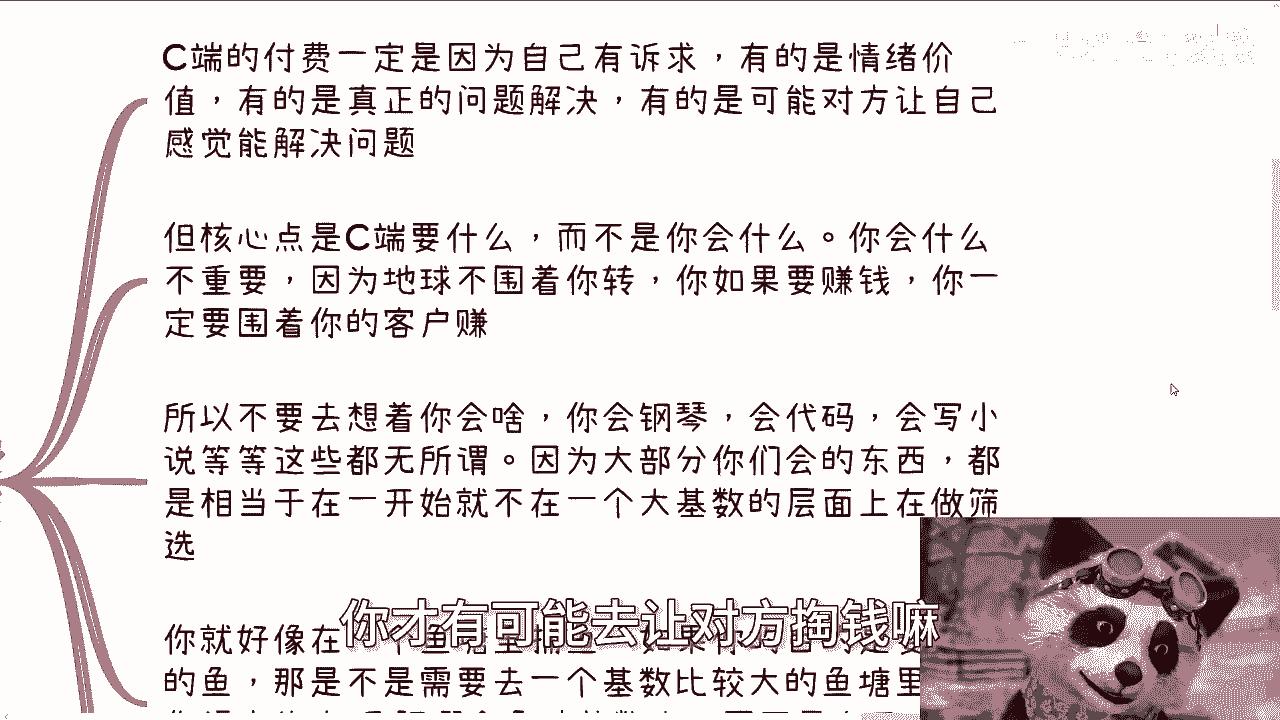 C端的付费一定是因为自己有诉求，有的是情绪价
值，有的是真正的问题解决，有的是可能对方让自己
感觉能解决问题
但核心点是C端要什么，而不是你会什么。你会什么
不重要，因为地球不围着你转，你如果要赚钱，你一
定要围着你的客户赚
所以不要去想着你会啥，你会钢琴，会代码，会写小
说等等这些都无所谓。因为大部分你们会的东西，都
是相当于在一开始就不在一个大基数的层面上在做筛
选
你才有可能去让对方掏钱嘛
你就好像在
的鱼，那是不是需要去一个基数比较大的鱼塘里